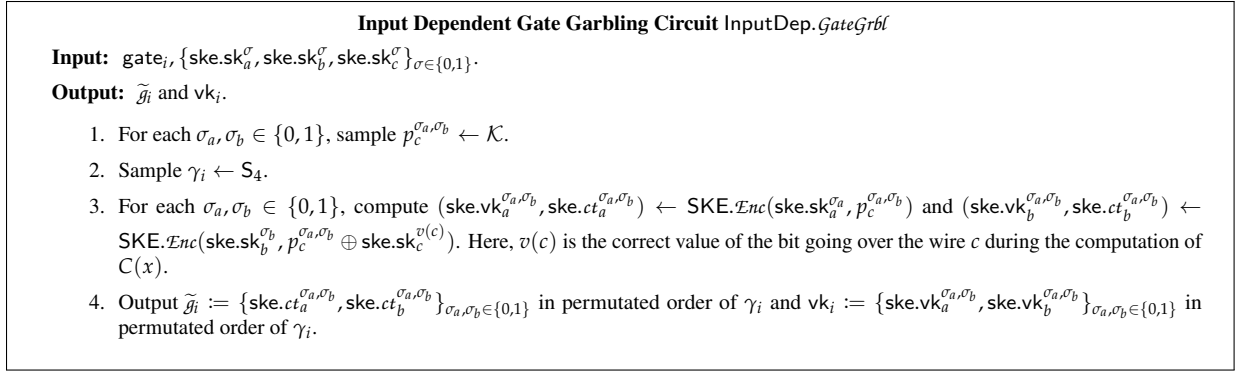 Input Dependent Gate Garbling Circuit InputDep.GateGrbl
Input: gate_i, {ske.sk_a^σ, ske.sk_b^σ, ske.sk_c^σ}_{σ∈{0,1}}.
Output: g̃_i and vk_i.
1. For each σ_a, σ_b ∈ {0, 1}, sample p_c^{σ_a,σ_b} ← 𝒦.
2. Sample γ_i ← S_4.
3. For each σ_a, σ_b ∈ {0, 1}, compute (ske.vk_a^{σ_a,σ_b}, ske.ct_a^{σ_a,σ_b}) ← SKE.Enc(ske.sk_a^{σ_a}, p_c^{σ_a,σ_b}) and (ske.vk_b^{σ_a,σ_b}, ske.ct_b^{σ_a,σ_b}) ←
SKE.Enc(ske.sk_b^{σ_b}, p_c^{σ_a,σ_b} ⊕ ske.sk_c^{v(c)}). Here, v(c) is the correct value of the bit going over the wire c during the computation of
C(x).
4. Output g̃_i := {ske.ct_a^{σ_a,σ_b}, ske.ct_b^{σ_a,σ_b}}_{σ_a,σ_b∈{0,1}} in permutated order of γ_i and vk_i := {ske.vk_a^{σ_a,σ_b}, ske.vk_b^{σ_a,σ_b}}_{σ_a,σ_b∈{0,1}} in
permutated order of γ_i.